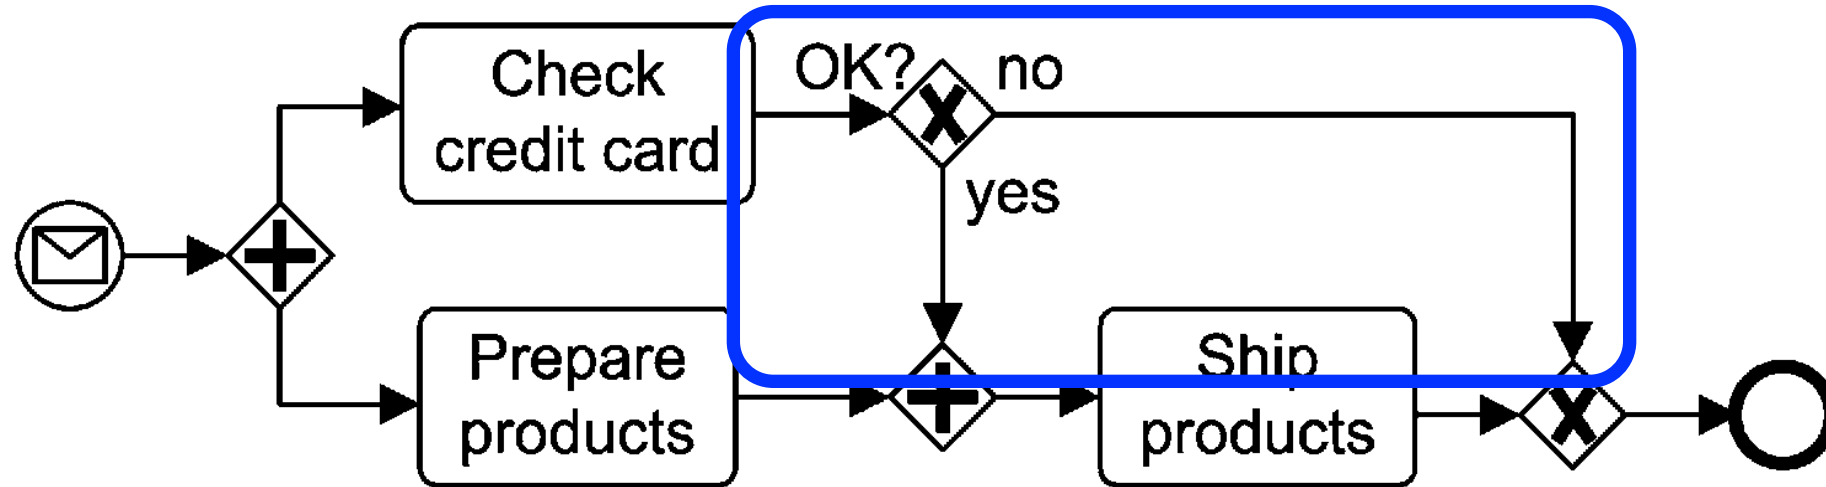 Check
credit card
OK?
no
yes
Prepare
products
Ship
products